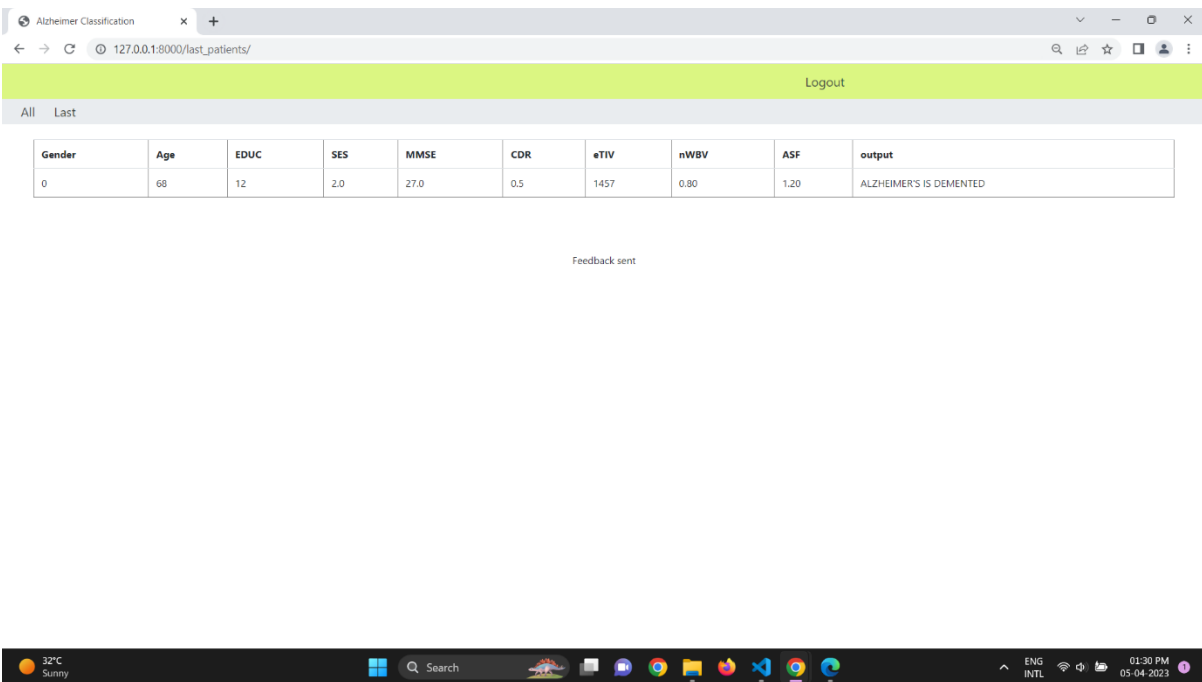 Alzheimer Classification
127.0.0.1:8000/last_patients/
Logout
All Last
Gender Age EDUC SES MMSE CDR eTIV nWBV ASF output
0 68 12 2.0 27.0 0.5 1457 0.80 1.20 ALZHEIMER'S IS DEMENTED
Feedback sent
32°C
Sunny
Search
ENG
INTL
01:30 PM
05-04-2023
1